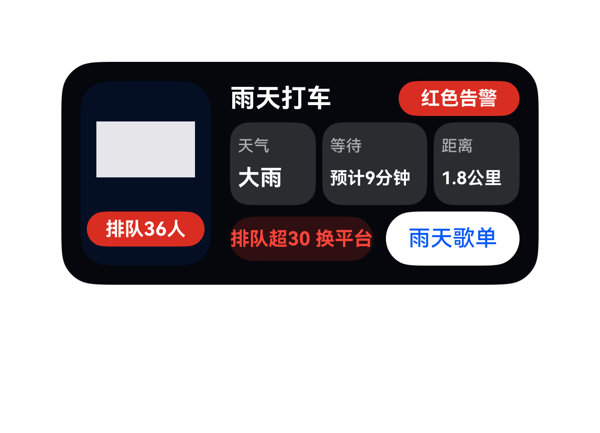 雨天打车
红色告警
天气
大雨
等待
预计9分钟
距离
1.8公里
排队36人
排队超30 换平台
雨天歌单